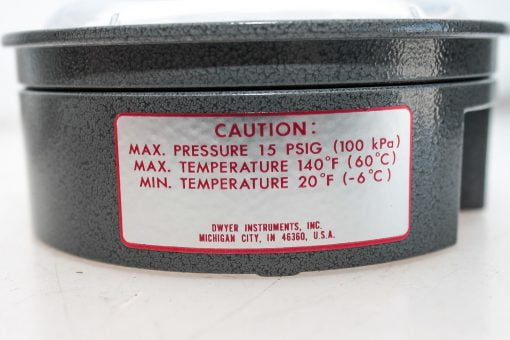 CAUTION:
MAX. PRESSURE 15 PSIG (100 kPa)
MAX. TEMPERATURE 140°F (60°C)
MIN. TEMPERATURE 20°F (-6°C)
DWYER INSTRUMENTS, INC.
MICHIGAN CITY, IN 46360, U.S.A.